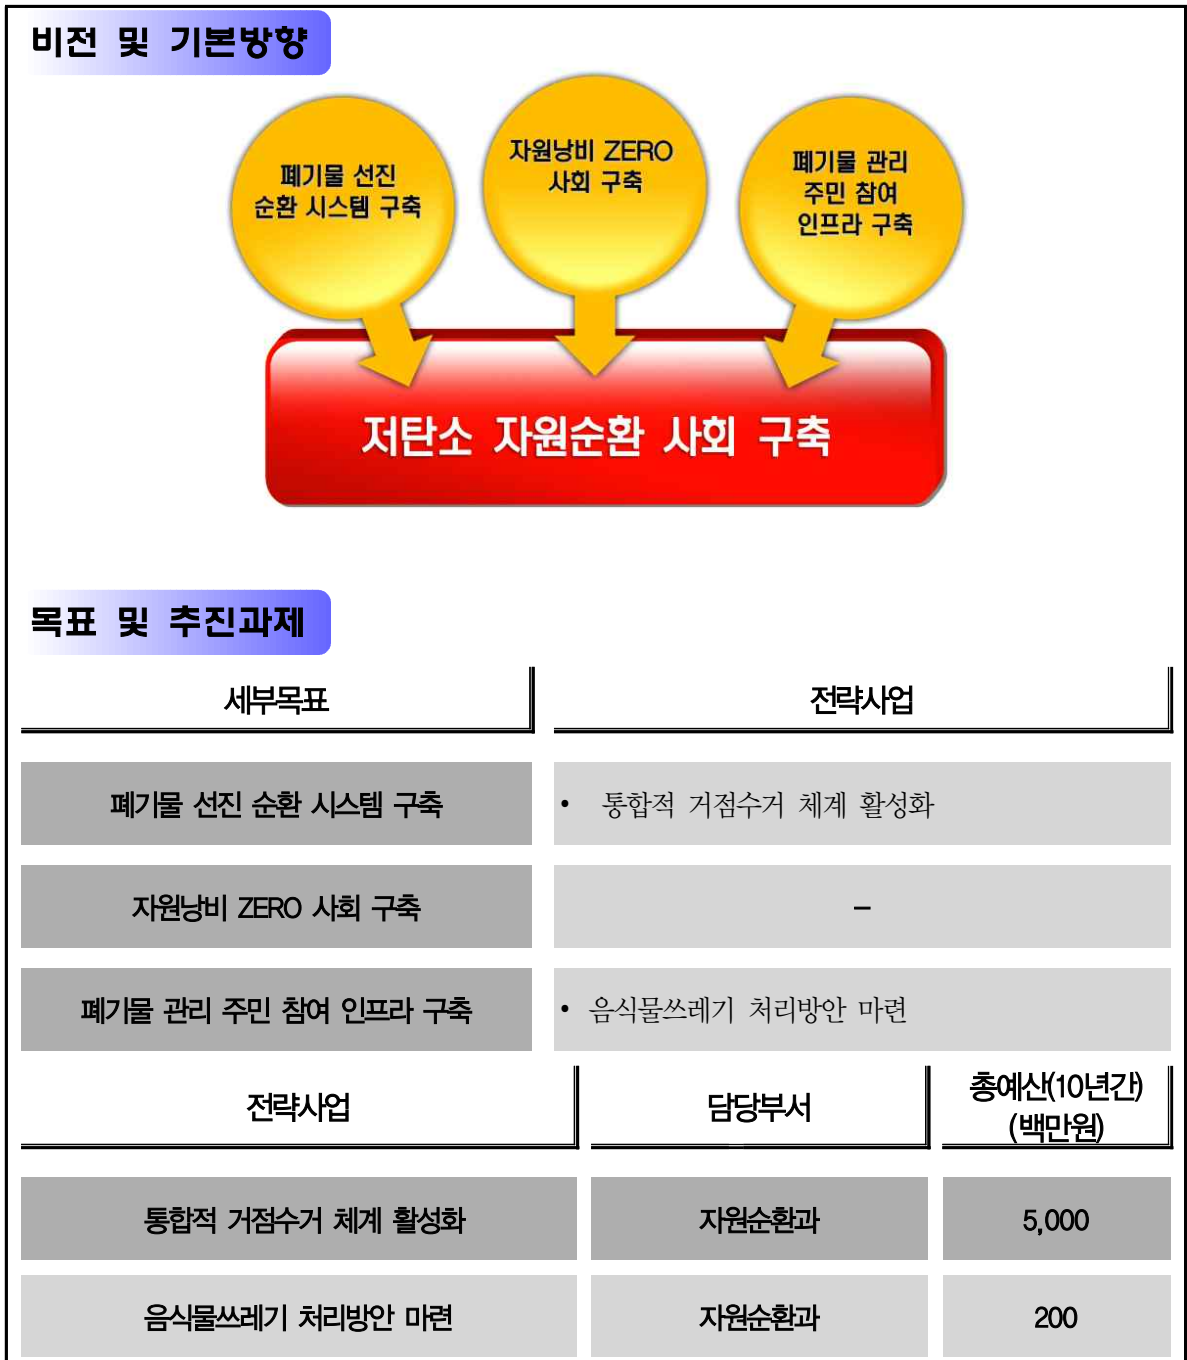 비전 및 기본방향
폐기물 선진
순환 시스템 구축
자원낭비 ZERO
사회 구축
폐기물 관리
주민 참여
인프라 구축
저탄소 자원순환 사회 구축
목표 및 추진과제
세부목표 전략사업
폐기물 선진 순환 시스템 구축 • 통합적 거점수거 체계 활성화
자원낭비 ZERO 사회 구축 –
폐기물 관리 주민 참여 인프라 구축 • 음식물쓰레기 처리방안 마련
전략사업 담당부서 총예산(10년간)
(백만원)
통합적 거점수거 체계 활성화 자원순환과 5,000
음식물쓰레기 처리방안 마련 자원순환과 200